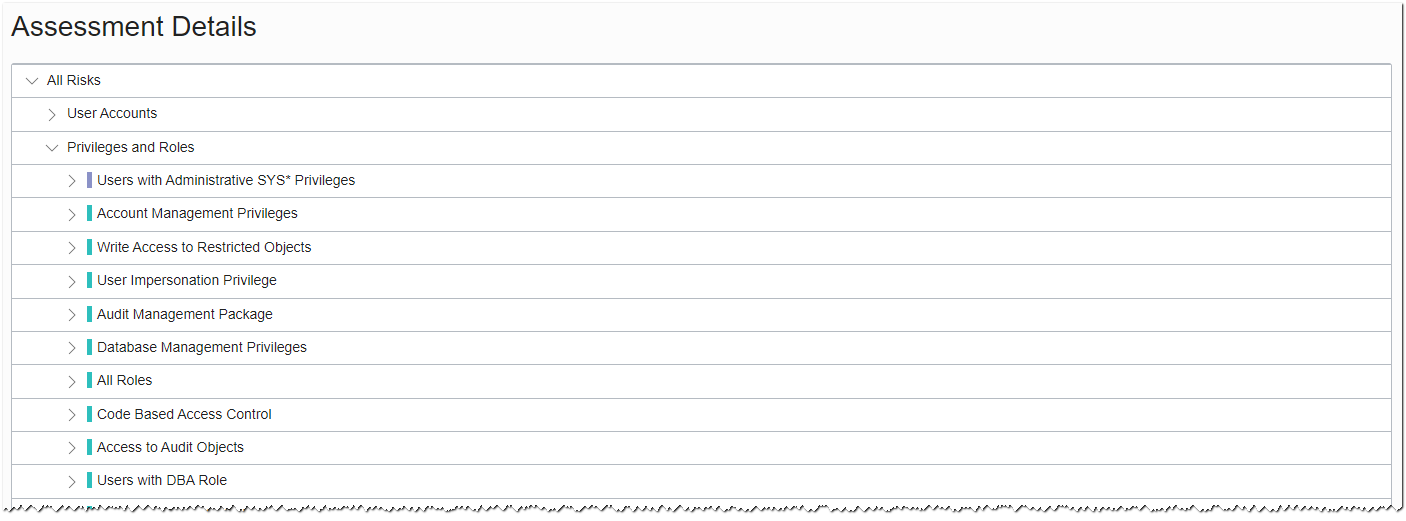 Assessment Details
All Risks
User Accounts
Privileges and Roles
Users with Administrative SYS* Privileges
Account Management Privileges
Write Access to Restricted Objects
User Impersonation Privilege
Audit Management Package
Database Management Privileges
All Roles
Code Based Access Control
Access to Audit Objects
Users with DBA Role